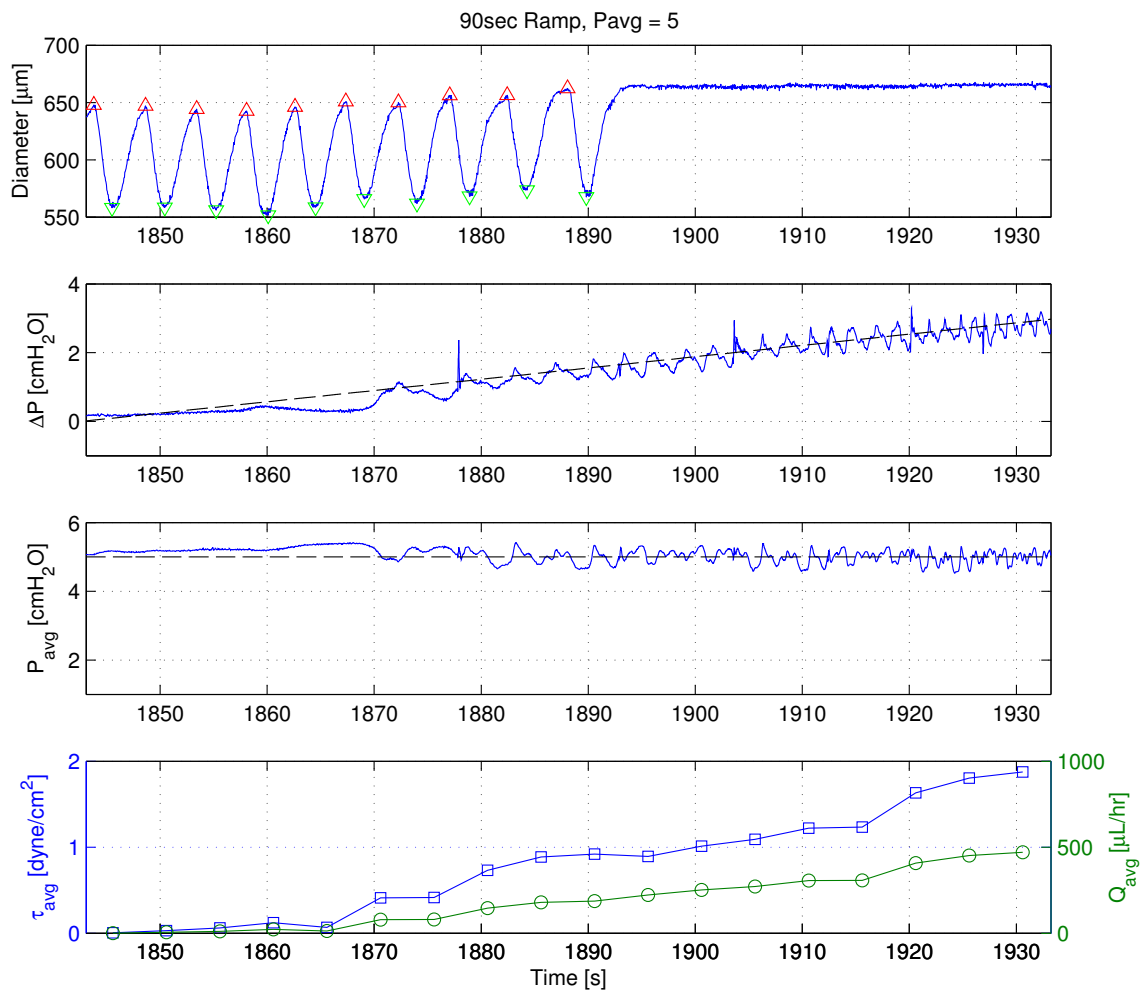 90sec Ramp, Pavg = 5
Diameter [µm]
700
650
600
550
1850 1860 1870 1880 1890 1900 1910 1920 1930
ΔP [cmH2O]
4
2
0
1850 1860 1870 1880 1890 1900 1910 1920 1930
Pavg [cmH2O]
6
4
2
1850 1860 1870 1880 1890 1900 1910 1920 1930
τavg [dyne/cm²]
2
1
0
1000
500
0
Qavg [µL/hr]
1850 1860 1870 1880 1890 1900 1910 1920 1930
Time [s]